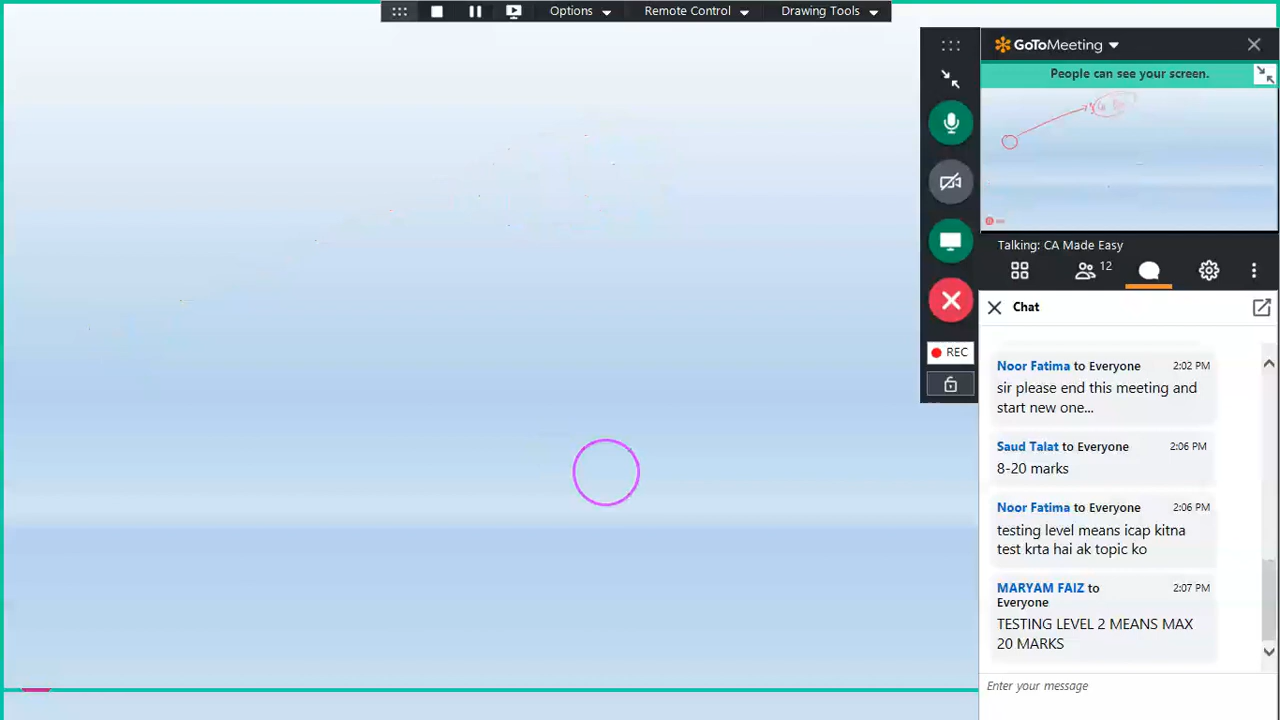 Options
Remote Control
Drawing Tools
GoToMeeting
People can see your screen.
Talking: CA Made Easy
12
REC
Chat
Noor Fatima to Everyone 2:02 PM
sir please end this meeting and
start new one...
Saud Talat to Everyone 2:06 PM
8-20 marks
Noor Fatima to Everyone 2:06 PM
testing level means icap kitna
test krta hai ak topic ko
MARYAM FAIZ to 2:07 PM
Everyone
TESTING LEVEL 2 MEANS MAX
20 MARKS
Enter your message